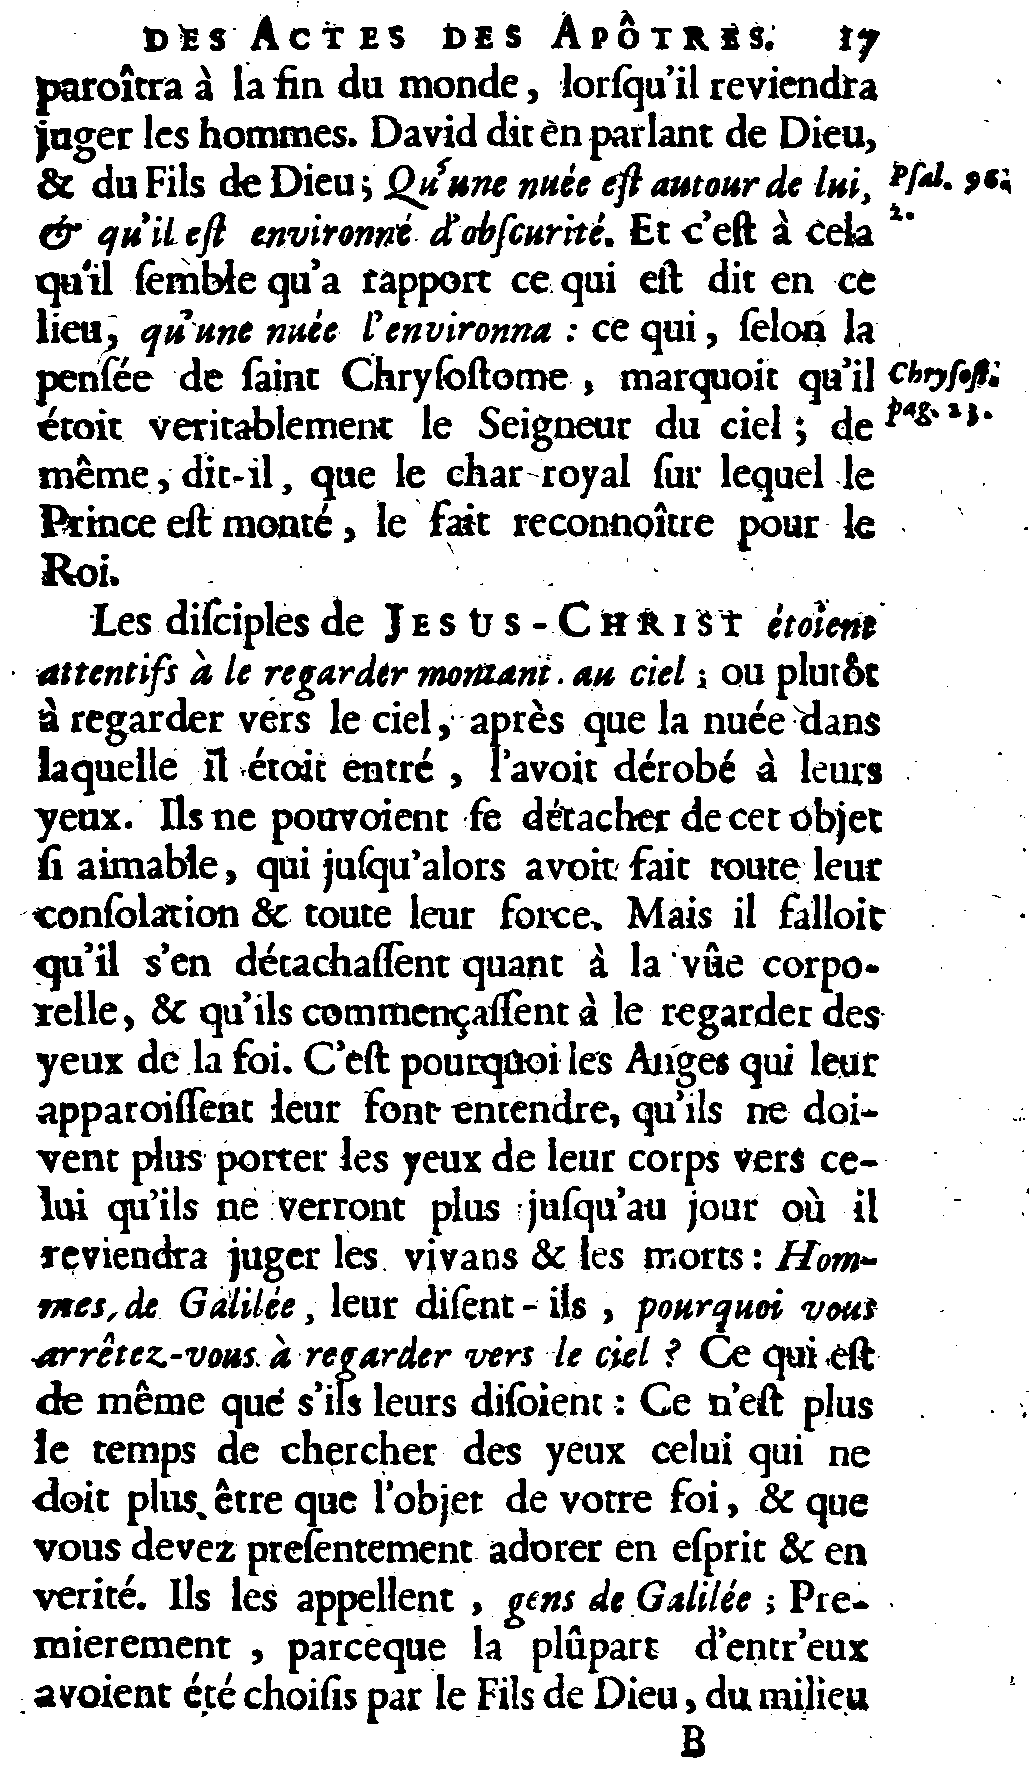 DES ACTES DES APÔTRES. 17
paroîtra à la fin du monde, lorſqu'il reviendra
juger les hommes. David dit en parlant de Dieu,
& du Fils de Dieu; Qu'une nuée eſt autour de lui,
Pſal. 96.
2.
& qu'il eſt environné d'obſcurité. Et c'eſt à cela
qu'il ſemble qu'a rapport ce qui eſt dit en ce
lieu, qu'une nuée l'environna : ce qui, ſelon la
penſée de ſaint Chryſoſtome, marquoit qu'il
Chryſoſt.
pag. 23.
étoit veritablement le Seigneur du ciel; de
même, dit-il, que le char royal ſur lequel le
Prince eſt monté, le fait reconnoître pour le
Roi.
Les diſciples de JESUS-CHRIST étoient
attentifs à le regarder montant au ciel; ou plutôt
à regarder vers le ciel, après que la nuée dans
laquelle il étoit entré, l'avoit dérobé à leurs
yeux. Ils ne pouvoient ſe détacher de cet objet
ſi aimable, qui juſqu'alors avoit fait toute leur
conſolation & toute leur force. Mais il falloit
qu'il s'en détachaſſent quant à la vûe corpo-
relle, & qu'ils commençaſſent à le regarder des
yeux de la foi. C'eſt pourquoi les Anges qui leur
apparoiſſent leur font entendre, qu'ils ne doi-
vent plus porter les yeux de leur corps vers ce-
lui qu'ils ne verront plus juſqu'au jour où il
reviendra juger les vivans & les morts: Hom-
mes de Galilée, leur diſent-ils, pourquoi vous
arrêtez-vous à regarder vers le ciel? Ce qui eſt
de même que s'ils leurs diſoient: Ce n'eſt plus
le temps de chercher des yeux celui qui ne
doit plus être que l'objet de votre foi, & que
vous devez preſentement adorer en eſprit & en
verité. Ils les appellent, gens de Galilée; Pre-
mierement, parceque la plûpart d'entr'eux
avoient été choiſis par le Fils de Dieu, du milieu
B